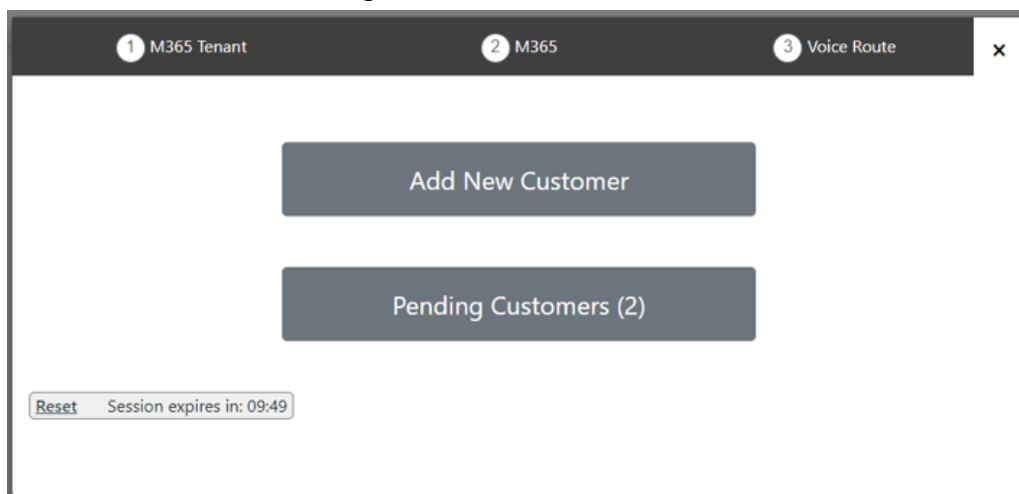 1 M365 Tenant 2 M365 3 Voice Route ×
Add New Customer
Pending Customers (2)
Reset Session expires in: 09:49